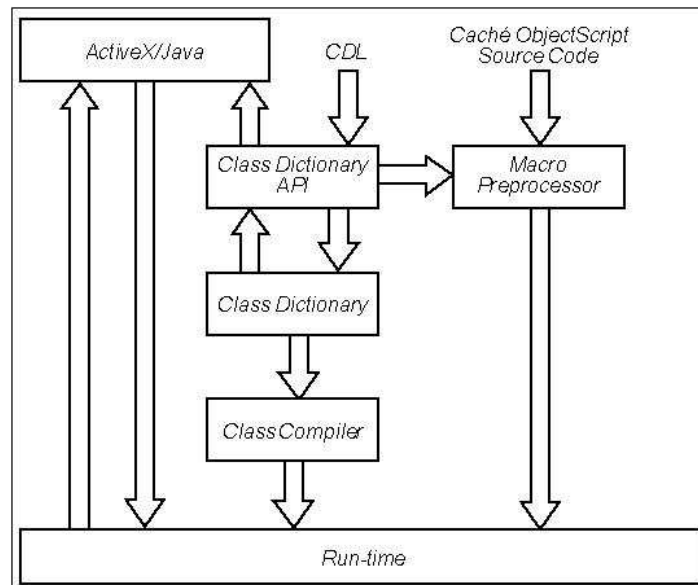 ActiveX/Java
CDL
Caché ObjectScript
Source Code
Class Dictionary
API
Macro
Preprocessor
Class Dictionary
Class Compiler
Run-time